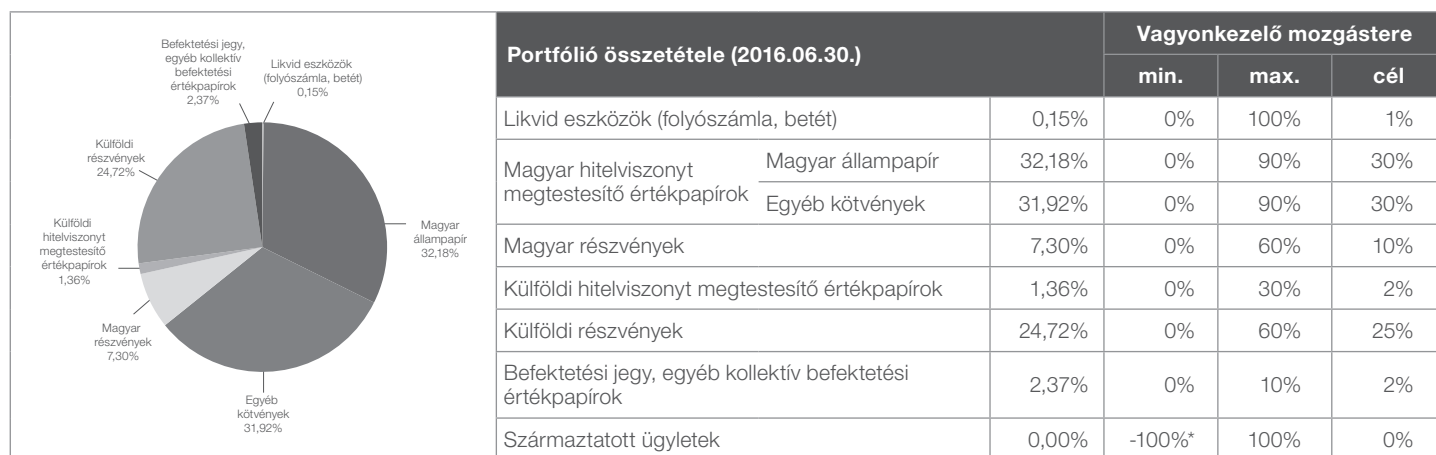 Befektetési jegy,
egyéb kollektív
befektetési
értékpapírok
2,37%
Likvid eszközök
(folyószámla, betét)
0,15%
Külföldi
részvények
24,72%
Külföldi
hitelviszonyt
megtestesítő
értékpapírok
1,36%
Magyar
részvények
7,30%
Egyéb
kötvények
31,92%
Magyar
állampapír
32,18%
Portfólió összetétele (2016.06.30.) Vagyonkezelő mozgástere
min. max. cél
Likvid eszközök (folyószámla, betét) 0,15% 0% 100% 1%
Magyar hitelviszonyt
megtestesítő értékpapírok
Magyar állampapír 32,18% 0% 90% 30%
Egyéb kötvények 31,92% 0% 90% 30%
Magyar részvények 7,30% 0% 60% 10%
Külföldi hitelviszonyt megtestesítő értékpapírok 1,36% 0% 30% 2%
Külföldi részvények 24,72% 0% 60% 25%
Befektetési jegy, egyéb kollektív befektetési
értékpapírok 2,37% 0% 10% 2%
Származtatott ügyletek 0,00% -100%* 100% 0%